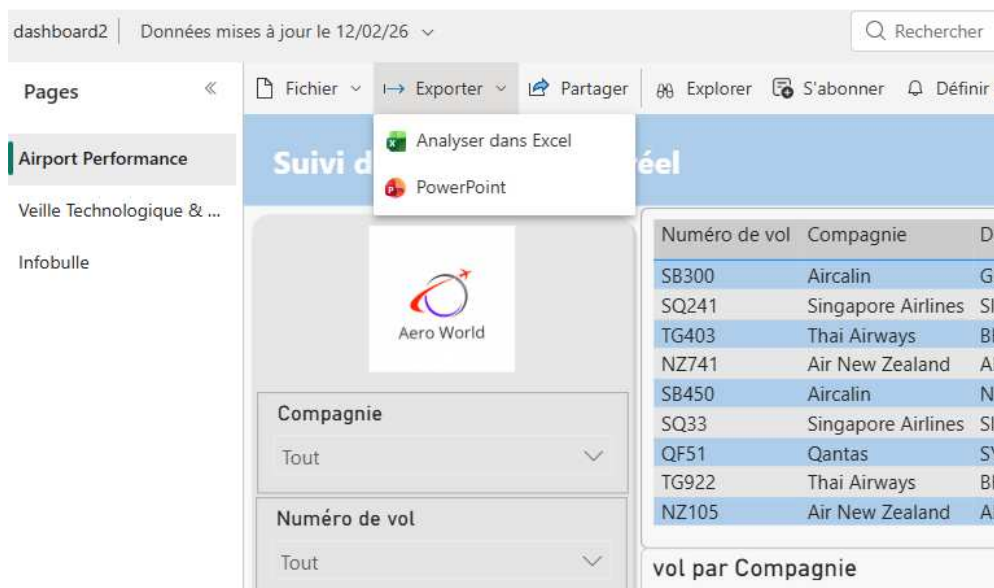 dashboard2 Données mises à jour le 12/02/26
Rechercher
Pages
Fichier Exporter Partager Explorer S'abonner Définir
Analyser dans Excel
PowerPoint
Airport Performance
Veille Technologique & ...
Infobulle
Suivi d éel
Aero World
Compagnie
Tout
Numéro de vol
Tout
Numéro de vol Compagnie D
SB300 Aircalin G
SQ241 Singapore Airlines SI
TG403 Thai Airways
NZ741 Air New Zealand
SB450 Aircalin N
SQ33 Singapore Airlines SI
QF51 Qantas
TG922 Thai Airways
NZ105 Air New Zealand
vol par Compagnie